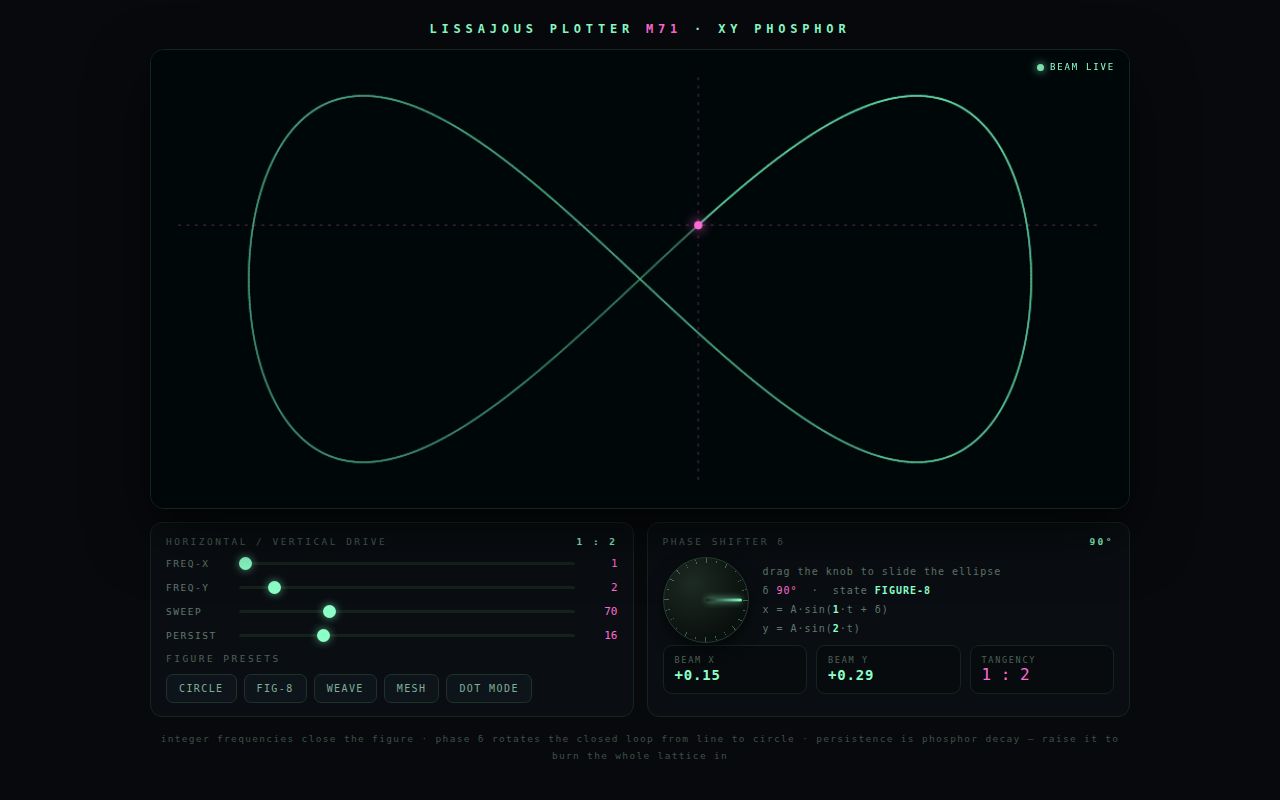 LISSAJOUS PLOTTER M71 · XY PHOSPHOR
BEAM LIVE
HORIZONTAL / VERTICAL DRIVE 1 : 2
FREQ-X 1
FREQ-Y 2
SWEEP 70
PERSIST 16
FIGURE PRESETS
CIRCLE FIG-8 WEAVE MESH DOT MODE
PHASE SHIFTER δ 90°
drag the knob to slide the ellipse
δ 90° · state FIGURE-8
x = A·sin(1·t + δ)
y = A·sin(2·t)
BEAM X BEAM Y TANGENCY
+0.15 +0.29 1 : 2
integer frequencies close the figure · phase δ rotates the closed loop from line to circle · persistence is phosphor decay — raise it to
burn the whole lattice in